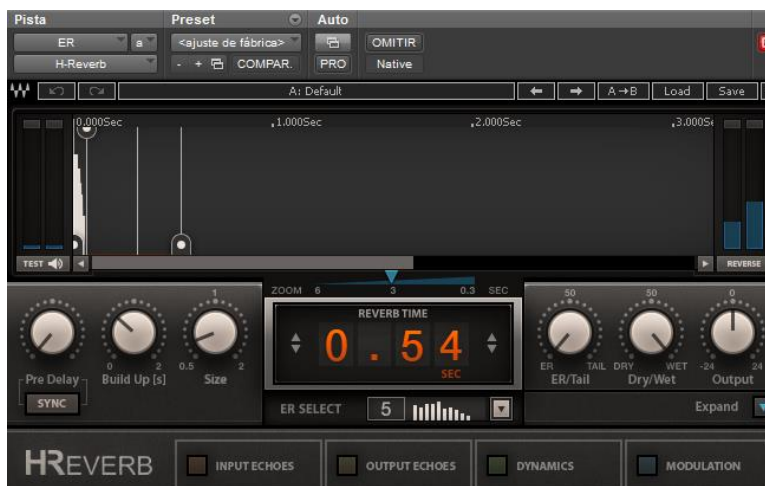 Pista Preset Auto
ER a <ajuste de fábrica> OMITIR
H-Reverb - + COMPAR. PRO Native
A: Default A→B Load Save
0.000Sec 1.000Sec 2.000Sec 3.000Se
TEST REVERSE
ZOOM 6 3 0.3 SEC
1 50 50 0
REVERB TIME
0.54
SEC
0 2 0.5 2 ER TAIL DRY WET -24 24
Pre Delay Build Up [s] Size ER/Tail Dry/Wet Output
SYNC ER SELECT 5 Expand
HREVERB INPUT ECHOES OUTPUT ECHOES DYNAMICS MODULATION